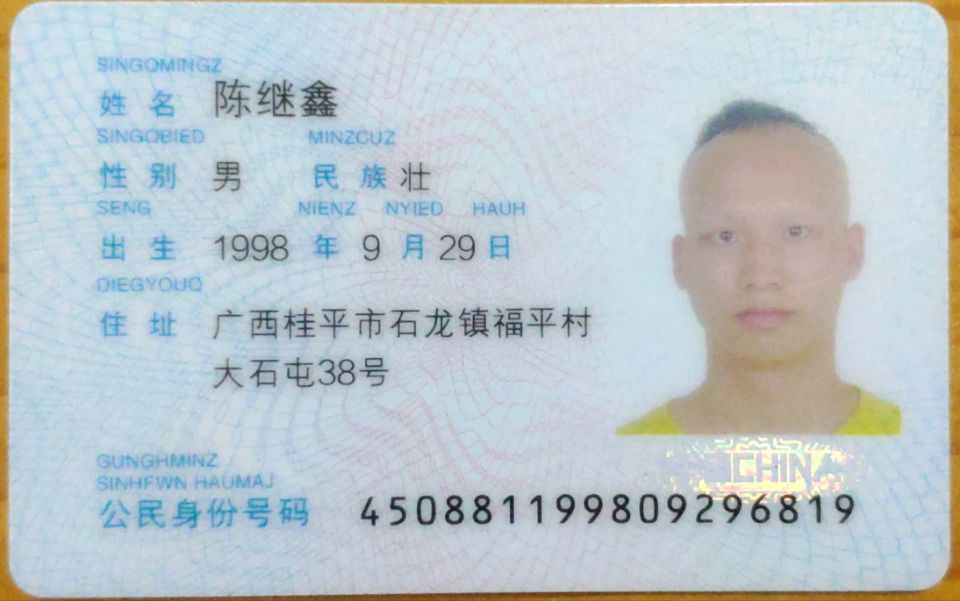 SINGQMINGZ
姓名 陈继鑫
SINGQBIED MINZCUZ
性别 男 民族 壮
SENG NIENZ NYIED HAUH
出生 1998 年 9 月 29 日
DIEGYOUQ
住址 广西桂平市石龙镇福平村
大石屯38号
GUNGHMINZ
SINHFWN HAUMAJ
公民身份号码 450881199809296819
CHINA